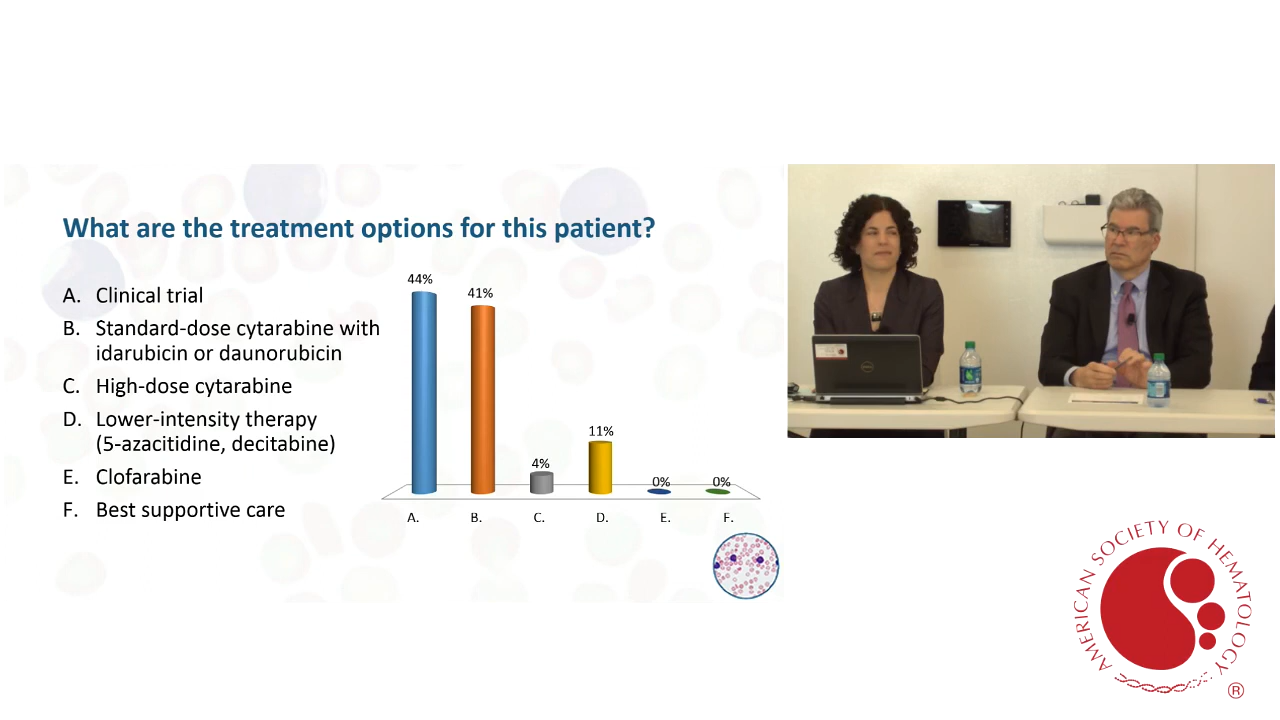 What are the treatment options for this patient?
A. Clinical trial
B. Standard-dose cytarabine with
idarubicin or daunorubicin
C. High-dose cytarabine
D. Lower-intensity therapy
(5-azacitidine, decitabine)
E. Clofarabine
F. Best supportive care
44%
41%
4%
11%
0%
0%
A.
B.
C.
D.
E.
F.
DELL
AMERICAN SOCIETY OF HEMATOLOGY
®